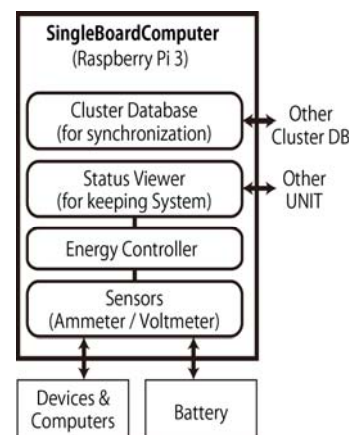 SingleBoardComputer
(Raspberry Pi 3)
Cluster Database
(for synchronization)
Other
Cluster DB
Status Viewer
(for keeping System)
Other
UNIT
Energy Controller
Sensors
(Ammeter / Voltmeter)
Devices &
Computers
Battery